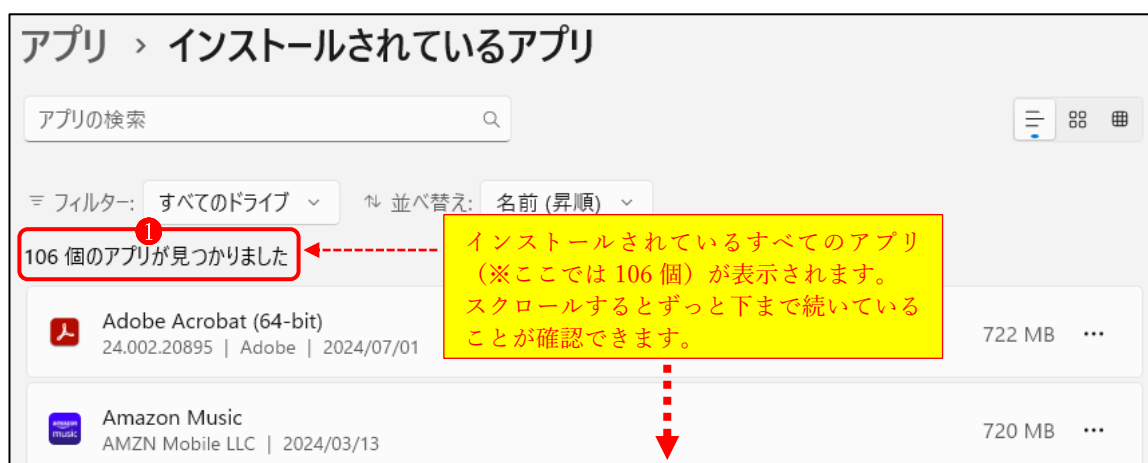 アプリ › インストールされているアプリ
アプリの検索
フィルター: すべてのドライブ 並べ替え: 名前 (昇順)
1
106 個のアプリが見つかりました
インストールされているすべてのアプリ
（※ここでは 106 個）が表示されます。
スクロールするとずっと下まで続いている
ことが確認できます。
Adobe Acrobat (64-bit)
24.002.20895 | Adobe | 2024/07/01
722 MB
amazon
music
Amazon Music
AMZN Mobile LLC | 2024/03/13
720 MB